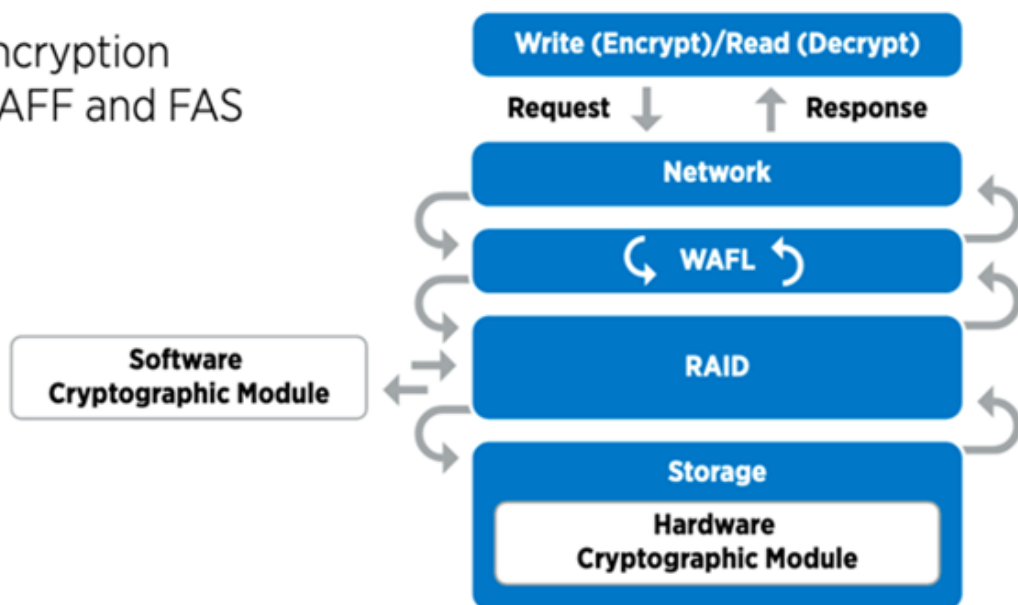 ncryption
AFF and FAS
Write (Encrypt)/Read (Decrypt)
Request
Response
Network
WAFL
RAID
Software
Cryptographic Module
Storage
Hardware
Cryptographic Module